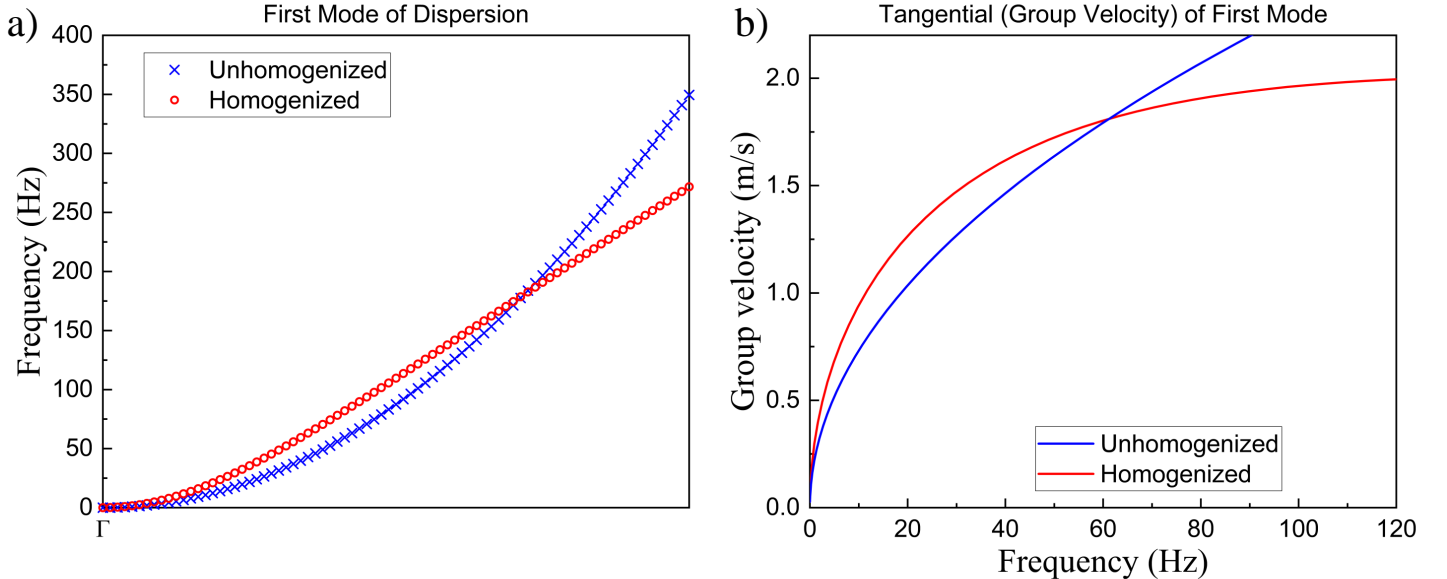 a)
First Mode of Dispersion
Frequency (Hz)
400
350
300
250
200
150
100
50
0
Γ
Unhomogenized
Homogenized
b)
Tangential (Group Velocity) of First Mode
Group velocity (m/s)
2.0
1.5
1.0
0.5
0.0
0 20 40 60 80 100 120
Frequency (Hz)
Unhomogenized
Homogenized